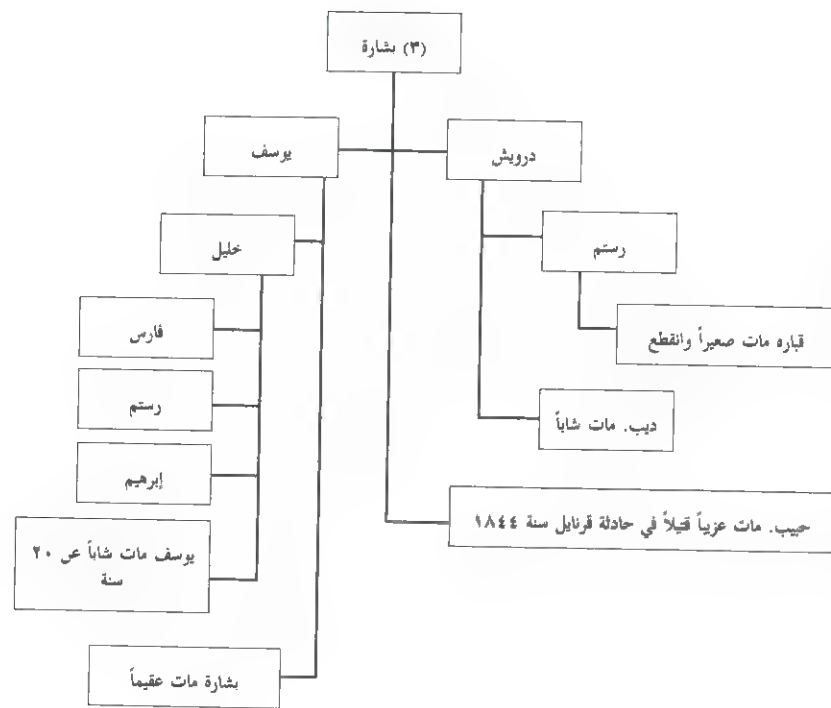 (٣) بشارة
درويش
يوسف
رستم
خليل
قباره مات صغيراً وانقطع
فارس
ديب. مات شاباً
رستم
إبرهيم
حبيب. مات عزيباً قتيلاً في حادثة قرنايل سنة ١٨٤٤
يوسف مات شاباً عن ٢٠
سنة
بشارة مات عقيماً